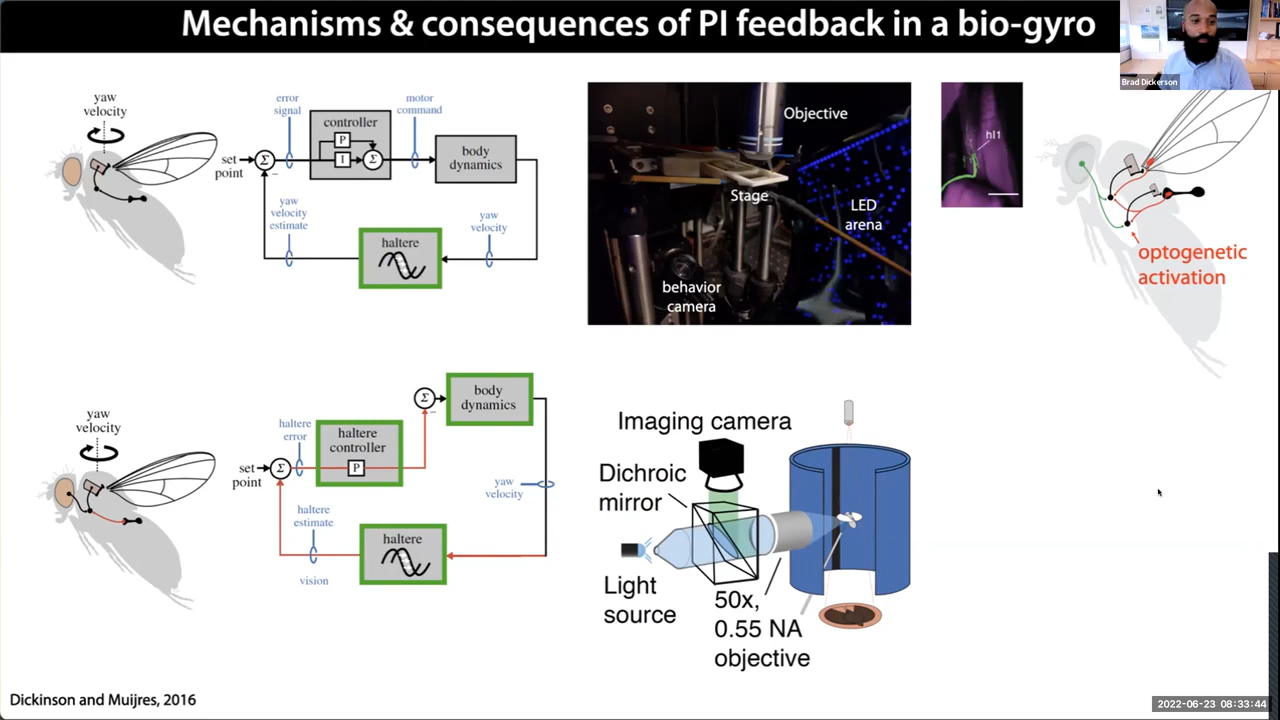 Mechanisms & consequences of PI feedback in a bio-gyro
Brad Dickerson
yaw
velocity
set
point
Σ
error
signal
controller
P
I
Σ
motor
command
body
dynamics
−
yaw
velocity
estimate
haltere
yaw
velocity
Objective
Stage
LED
arena
behavior
camera
hI1
optogenetic
activation
yaw
velocity
set
point
Σ
haltere
error
haltere
controller
P
Σ
−
body
dynamics
yaw
velocity
haltere
estimate
vision
haltere
Imaging camera
Dichroic
mirror
Light
source
50x,
0.55 NA
objective
Dickinson and Muijres, 2016
2022-06-23 08:33:44